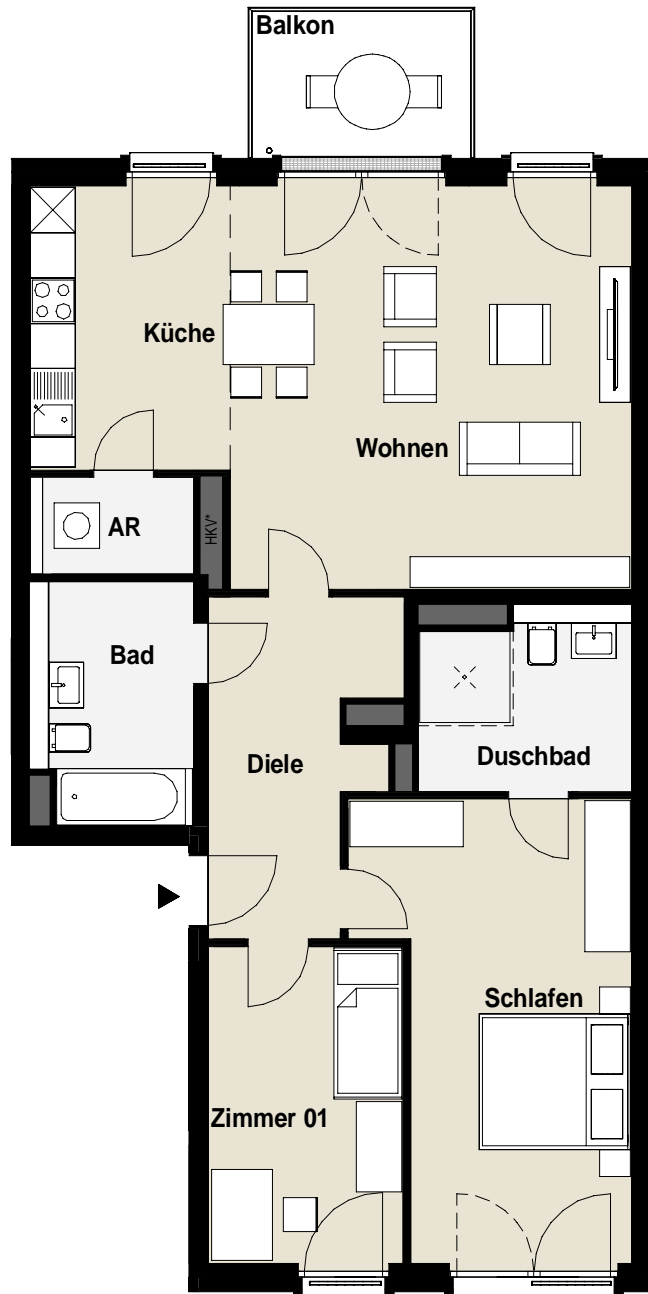 Balkon
Küche
Wohnen
AR
HKV*
Bad
Diele
Duschbad
Schlafen
Zimmer 01